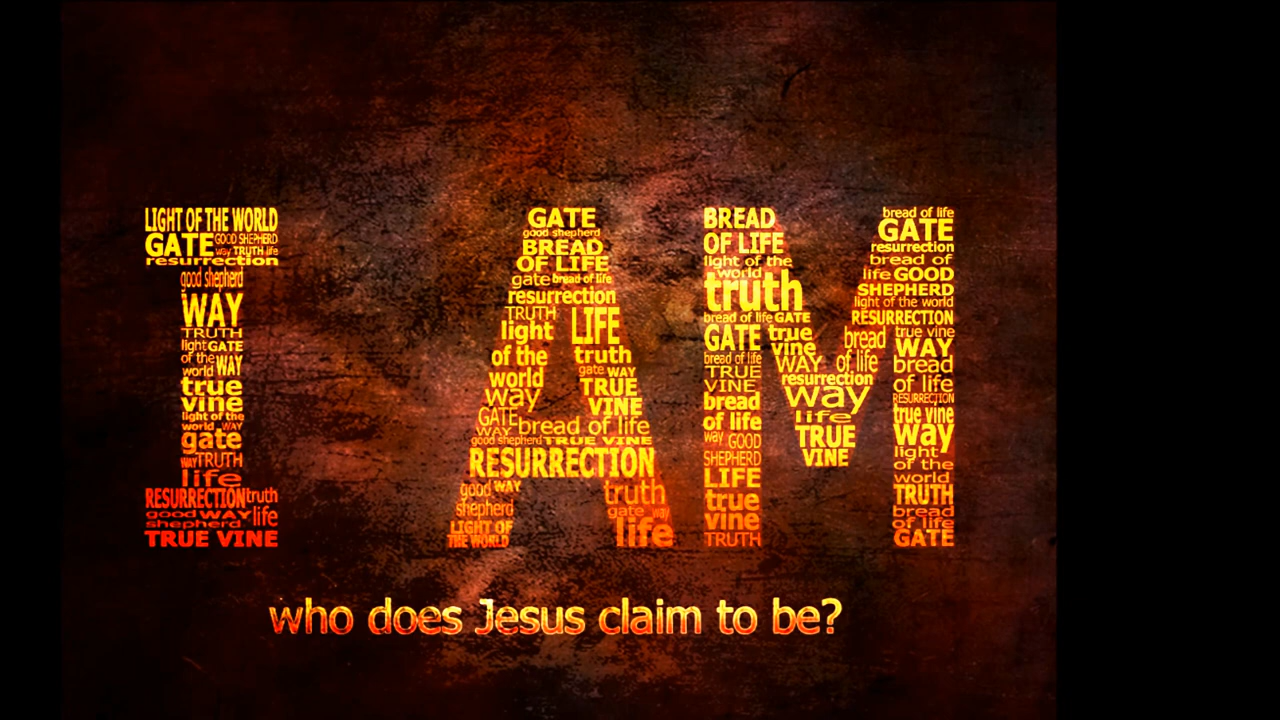 LIGHT OF THE WORLD
GATE GOOD SHEPHERD
way TRUTH life
resurrection
good shepherd
WAY
TRUTH
light GATE
of the WAY
world
true
vine
light of the
world WAY
gate
WAY TRUTH
life
RESURRECTION truth
good WAY life
shepherd
TRUE VINE
GATE
good shepherd
BREAD
OF LIFE
gate bread of life
resurrection
TRUTH LIFE
light
of the truth
gate WAY
world TRUE
way VINE
GATE
WAY bread of life
good shepherd TRUE VINE
RESURRECTION
good WAY truth
shepherd gate way
LIGHT OF life
THE WORLD
BREAD
OF LIFE
light of the
world
truth
bread of life GATE
GATE true
vine
bread of life WAY
TRUE resurrection
VINE way
bread life
of life TRUE
way GOOD VINE
SHEPHERD
LIFE
true
vine
TRUTH
bread of life
GATE
resurrection
bread of
life GOOD
SHEPHERD
light of the world
RESURRECTION
bread true vine
of life WAY
bread
of life
RESURRECTION
true vine
way
light
of the
world
TRUTH
bread
of life
GATE
who does Jesus claim to be?